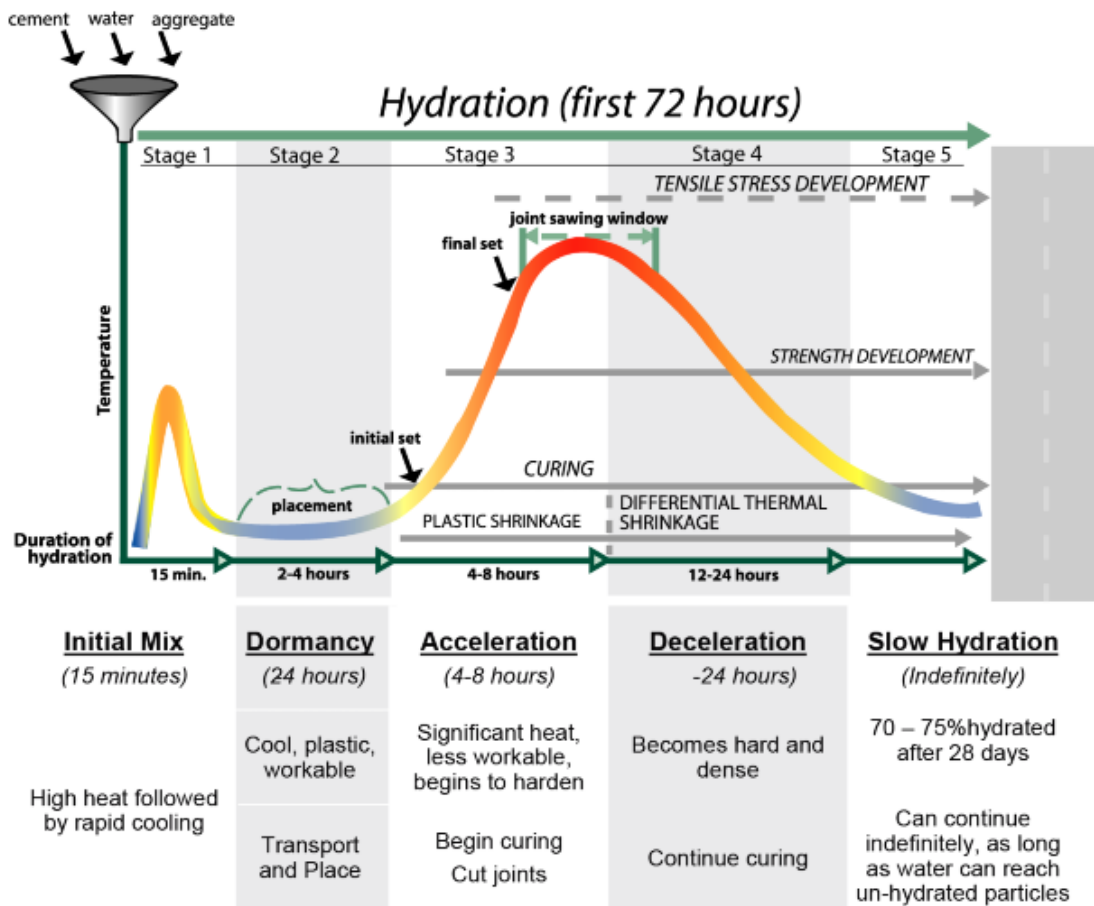 cement water aggregate
Hydration (first 72 hours)
Stage 1 Stage 2 Stage 3 Stage 4 Stage 5
TENSILE STRESS DEVELOPMENT
joint sawing window
final set
Temperature
STRENGTH DEVELOPMENT
initial set
CURING
placement
PLASTIC SHRINKAGE
DIFFERENTIAL THERMAL
SHRINKAGE
Duration of
hydration
15 min. 2-4 hours 4-8 hours 12-24 hours
Initial Mix
(15 minutes)
High heat followed
by rapid cooling
Dormancy
(24 hours)
Cool, plastic,
workable
Transport
and Place
Acceleration
(4-8 hours)
Significant heat,
less workable,
begins to harden
Begin curing
Cut joints
Deceleration
-24 hours)
Becomes hard and
dense
Continue curing
Slow Hydration
(Indefinitely)
70 – 75%hydrated
after 28 days
Can continue
indefinitely, as long
as water can reach
un-hydrated particles